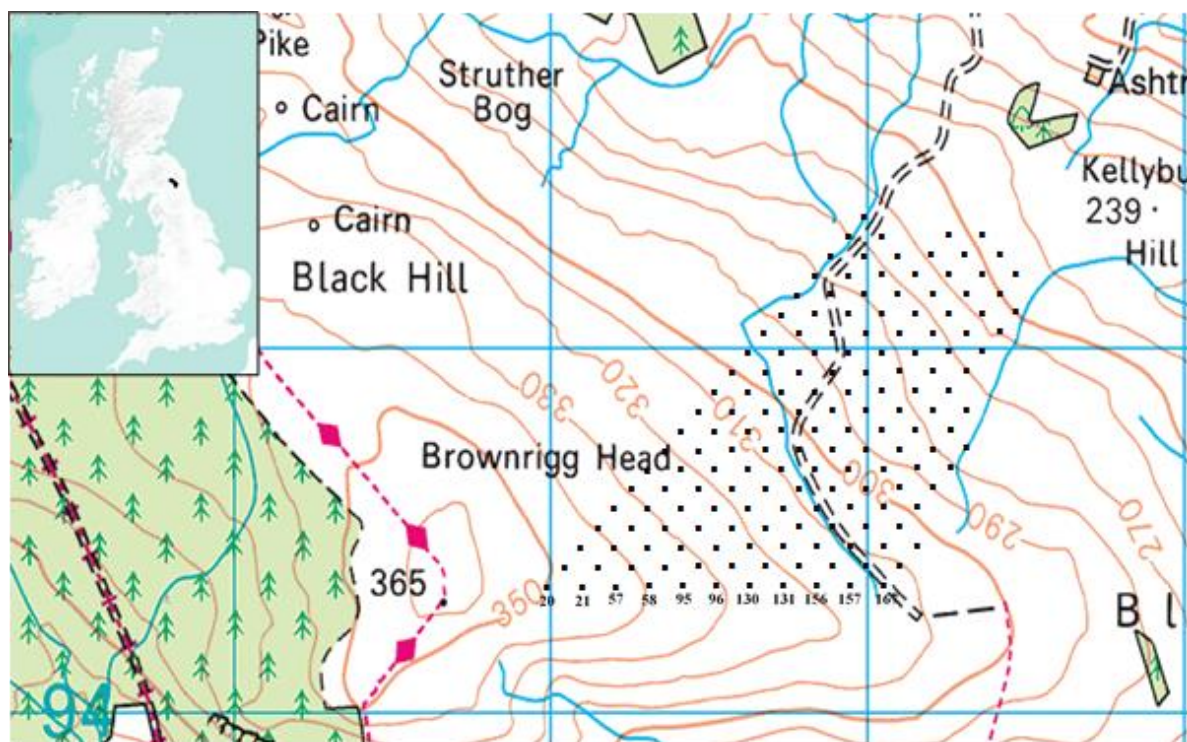 Pike
Cairn
Struther
Bog
Ashtr
Kellybu
239
Hill
Cairn
Black Hill
330
320
310
Brownrigg Head
300
290
270
365
350
20 21 57 58 95 96 130 131 156 157 167
B l
94